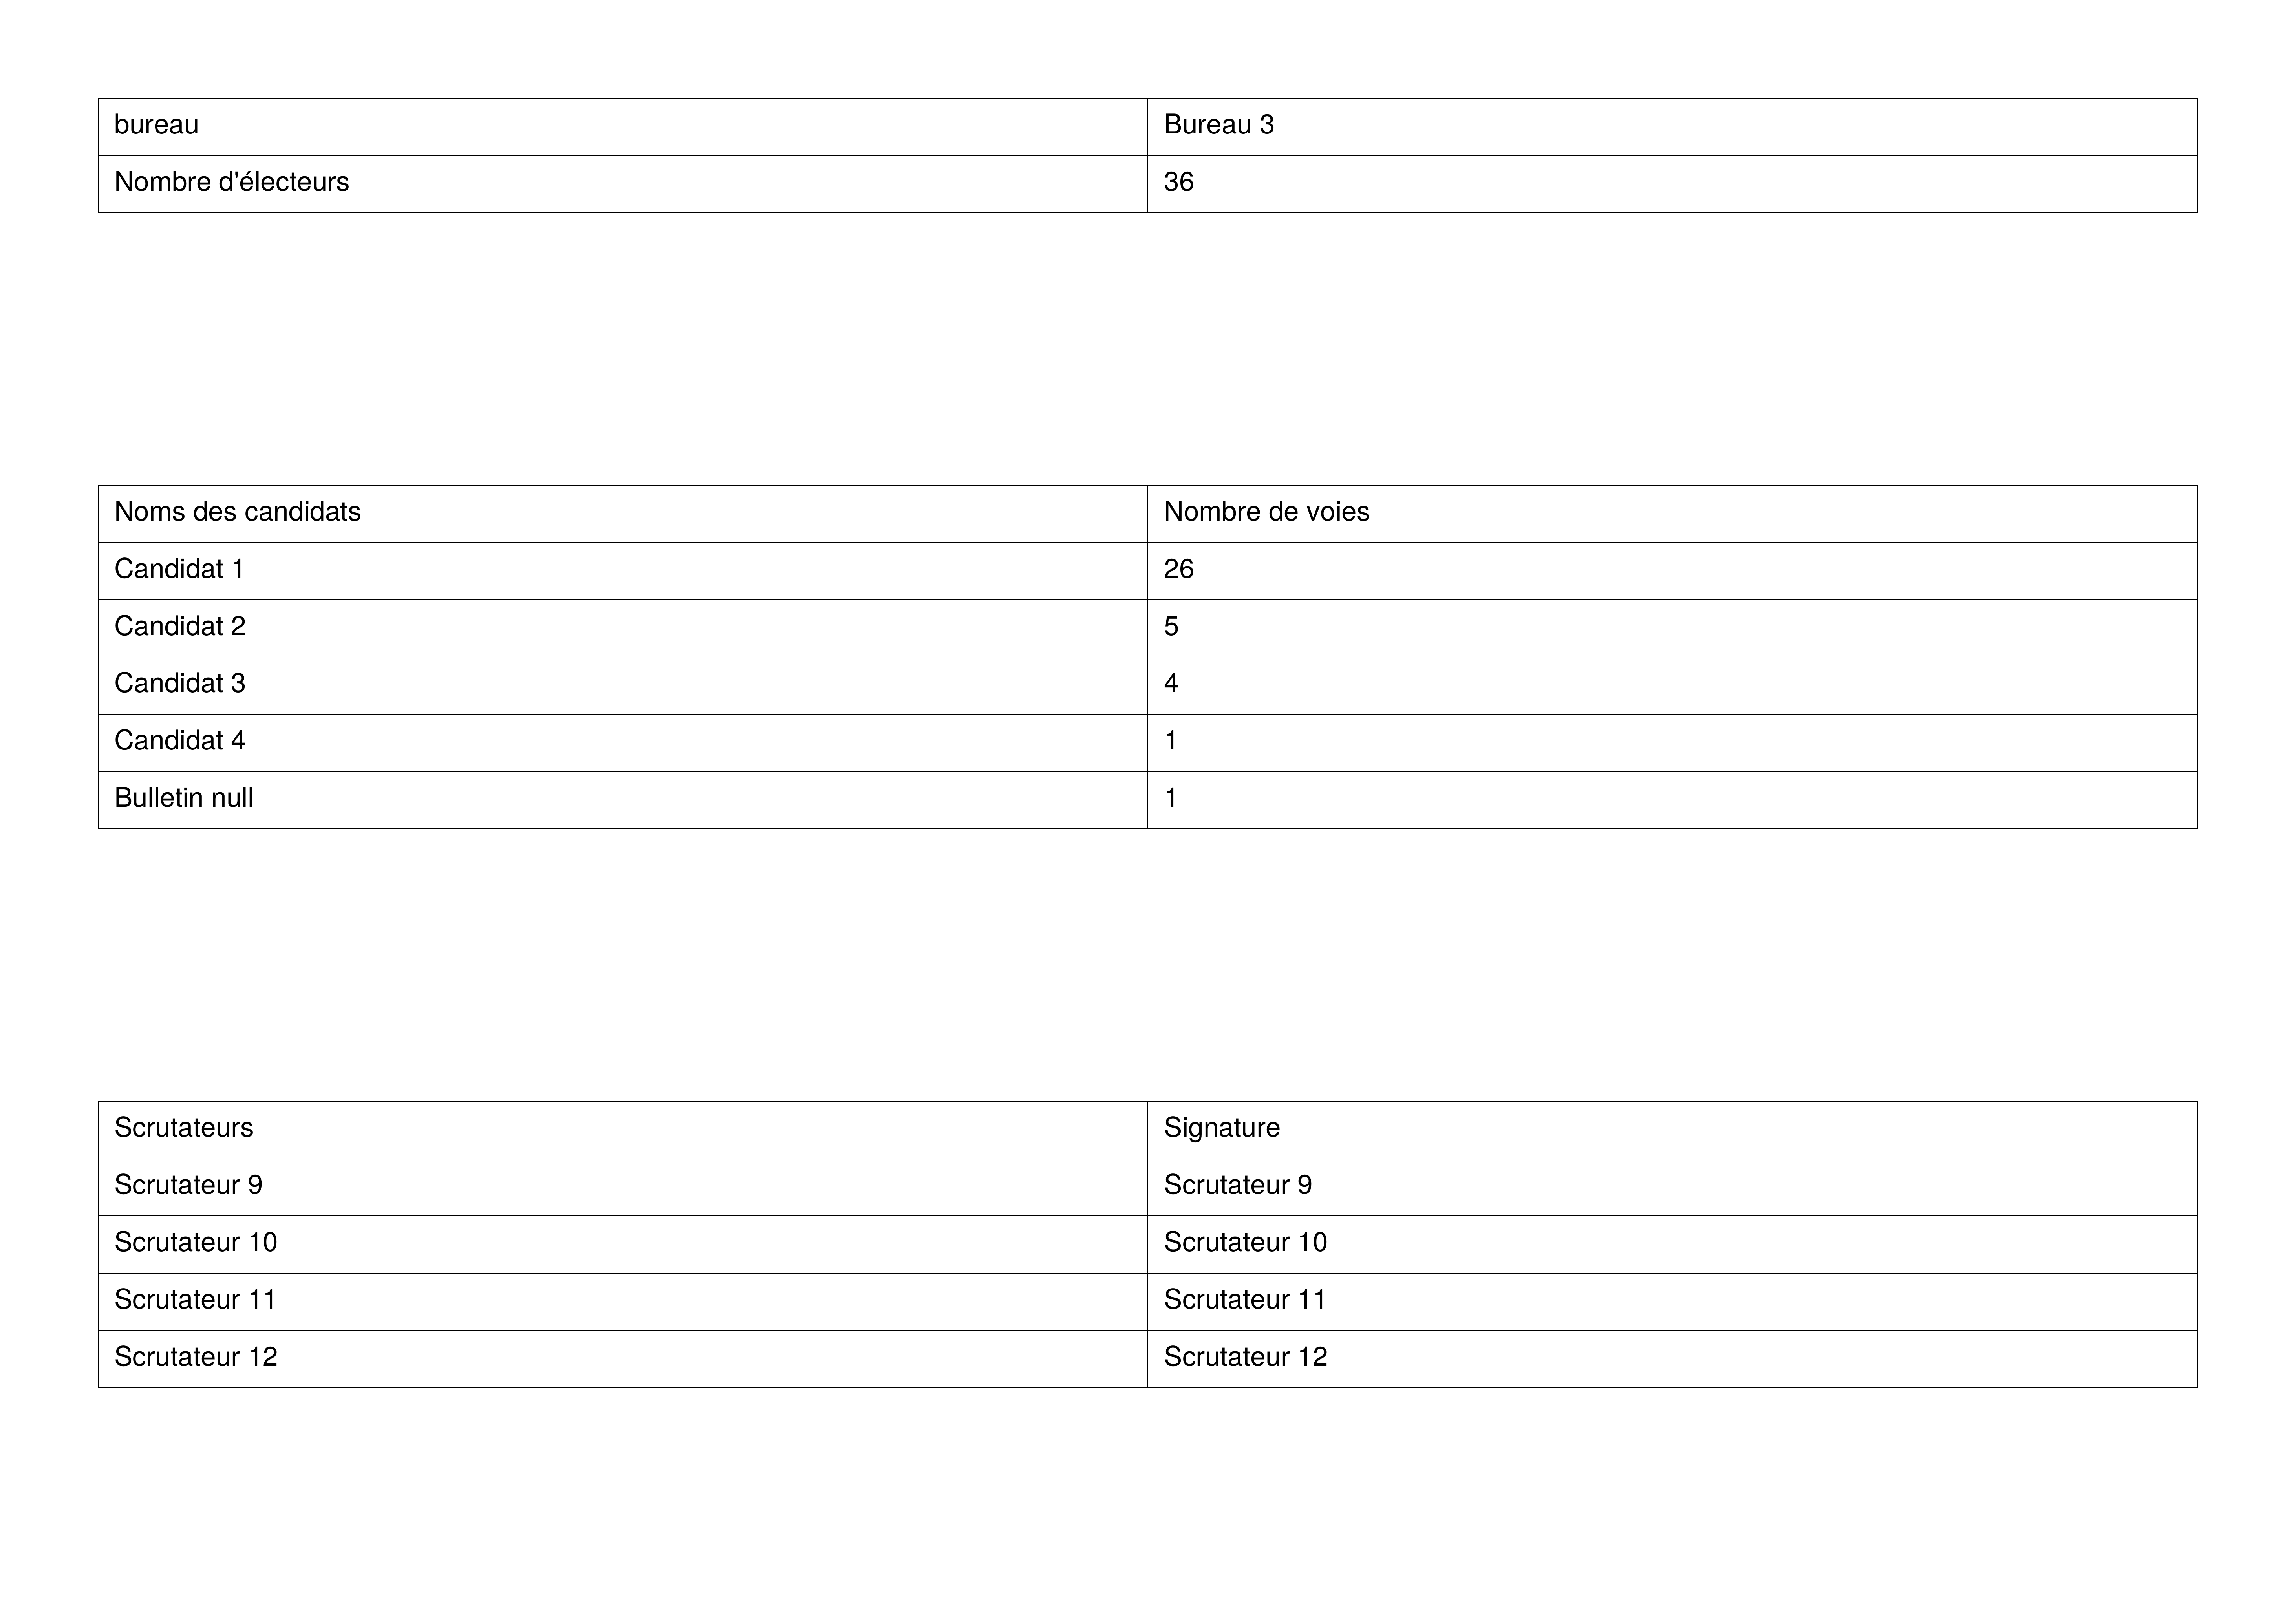 bureau Bureau 3
Nombre d'électeurs 36
Noms des candidats Nombre de voies
Candidat 1 26
Candidat 2 5
Candidat 3 4
Candidat 4 1
Bulletin null 1
Scrutateurs Signature
Scrutateur 9 Scrutateur 9
Scrutateur 10 Scrutateur 10
Scrutateur 11 Scrutateur 11
Scrutateur 12 Scrutateur 12